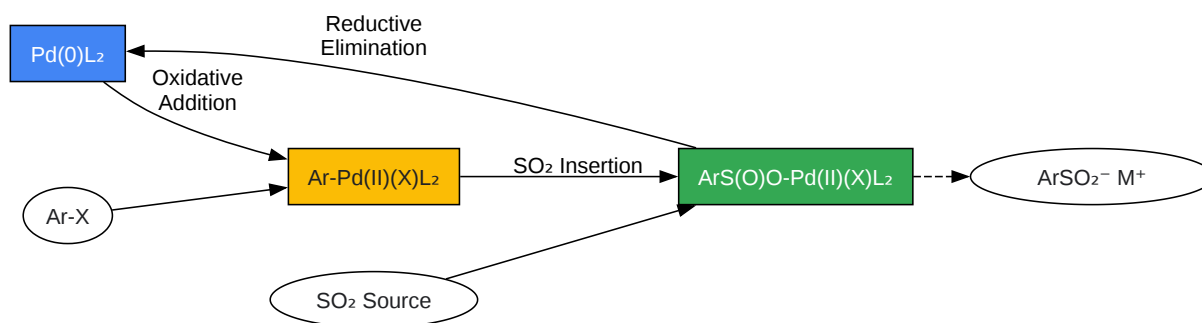 Reductive
Elimination
Pd(0)L₂
Oxidative
Addition
SO₂ Insertion
Ar-Pd(II)(X)L₂
ArS(O)O-Pd(II)(X)L₂
ArSO₂⁻ M⁺
Ar-X
SO₂ Source